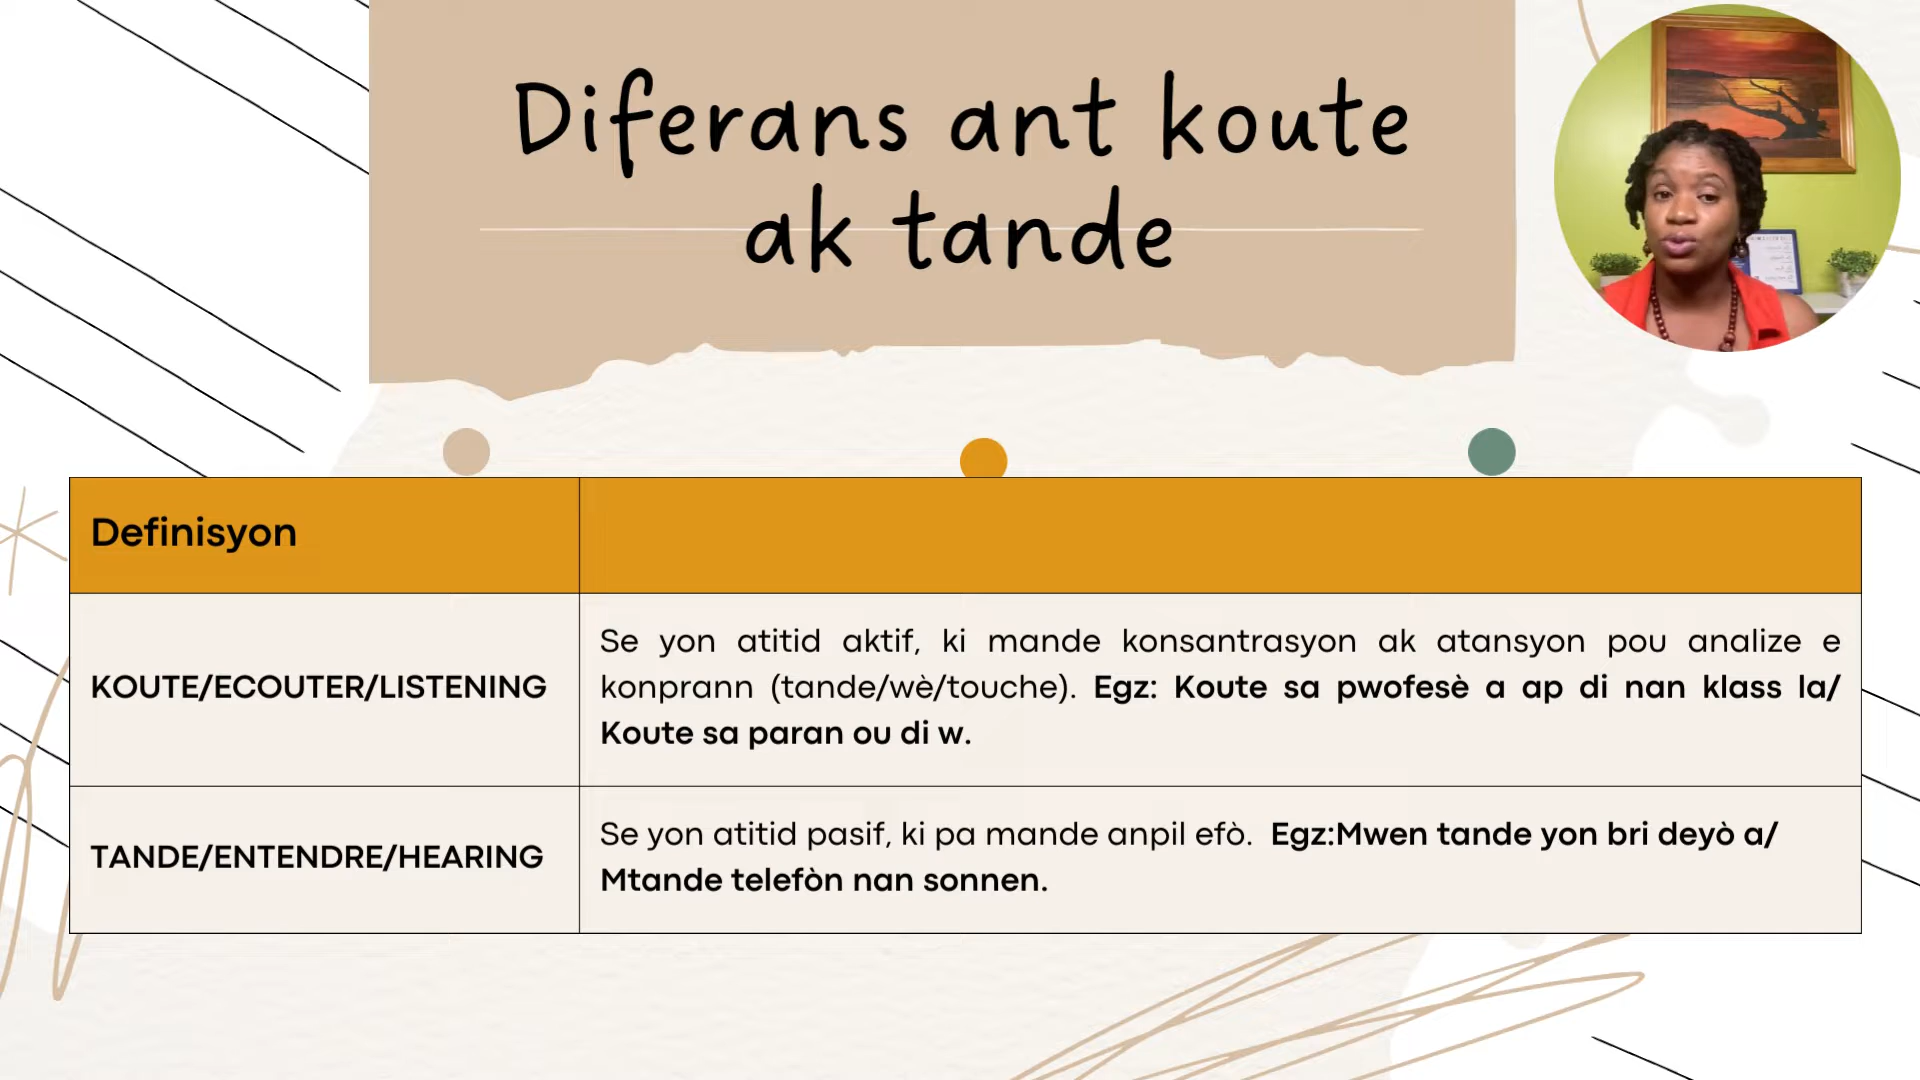 Diferans ant koute
ak tande
Definisyon
KOUTE/ECOUTER/LISTENING
Se yon atitid aktif, ki mande konsantrasyon ak atansyon pou analize e
konprann (tande/wè/touche). Egz: Koute sa pwofesè a ap di nan klass la/
Koute sa paran ou di w.
TANDE/ENTENDRE/HEARING
Se yon atitid pasif, ki pa mande anpil efò.  Egz:Mwen tande yon bri deyò a/
Mtande telefòn nan sonnen.